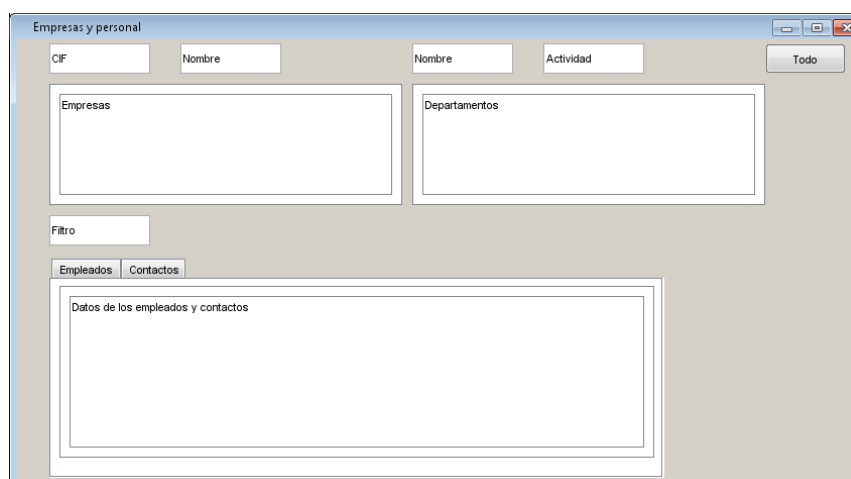 Empresas y personal
CIF Nombre Nombre Actividad Todo
Empresas Departamentos
Filtro
Empleados Contactos
Datos de los empleados y contactos